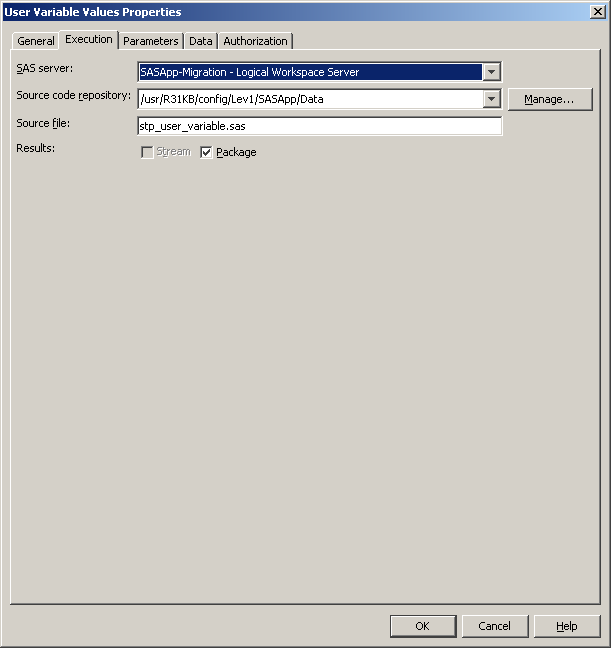 User Variable Values Properties
General Execution Parameters Data Authorization
SAS server: SASApp-Migration - Logical Workspace Server
Source code repository: /usr/R31KB/config/Lev1/SASApp/Data Manage...
Source file: stp_user_variable.sas
Results: Stream Package
OK Cancel Help